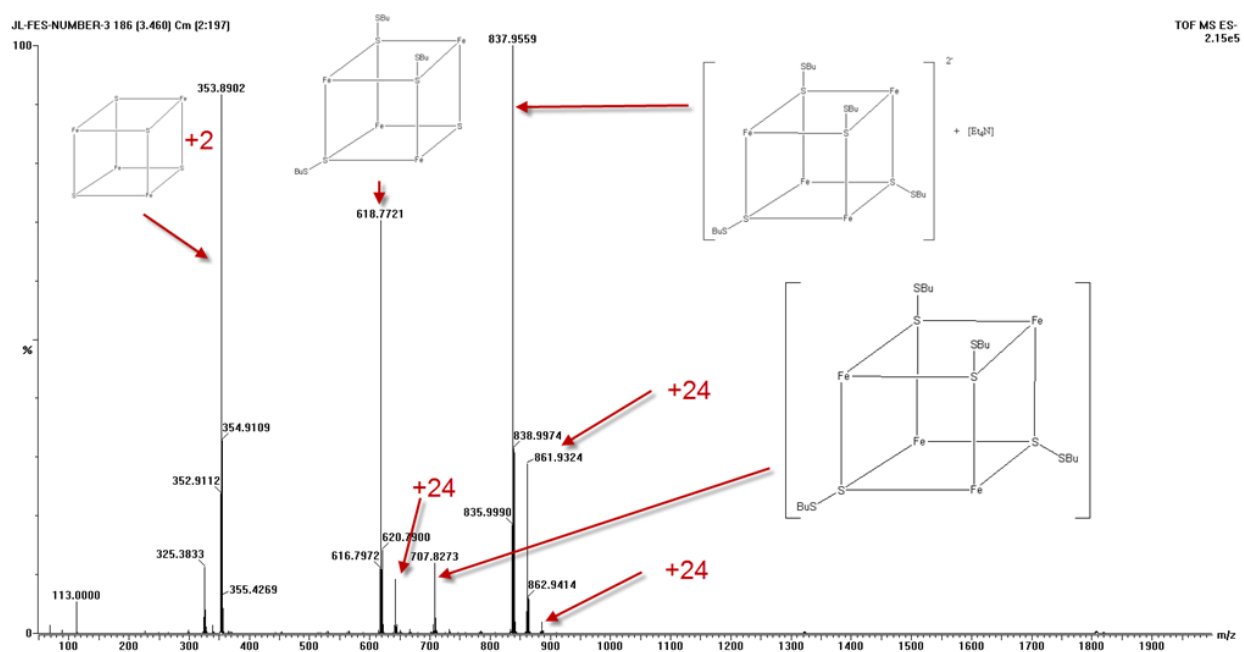 JL-FES-NUMBER-3 186 (3.460) Cm (2:197)
TOF MS ES-
2.15e5
100
%
0
353.8902
+2
S
Fe
Fe
S
Fe
S
S
Fe
SBu
S
Fe
SBu
Fe
S
Fe
S
S
Fe
BuS
618.7721
837.9559
SBu
S
Fe
SBu
Fe
S
Fe
S
SBu
S
Fe
BuS
2-
+ [Et₄N]
SBu
S
Fe
SBu
Fe
S
Fe
S
SBu
S
Fe
BuS
+24
+24
+24
354.9109
352.9112
325.3833
355.4269
113.0000
616.7972
620.7900
707.8273
835.9990
838.9974
861.9324
862.9414
100 200 300 400 500 600 700 800 900 1000 1100 1200 1300 1400 1500 1600 1700 1800 1900
m/z